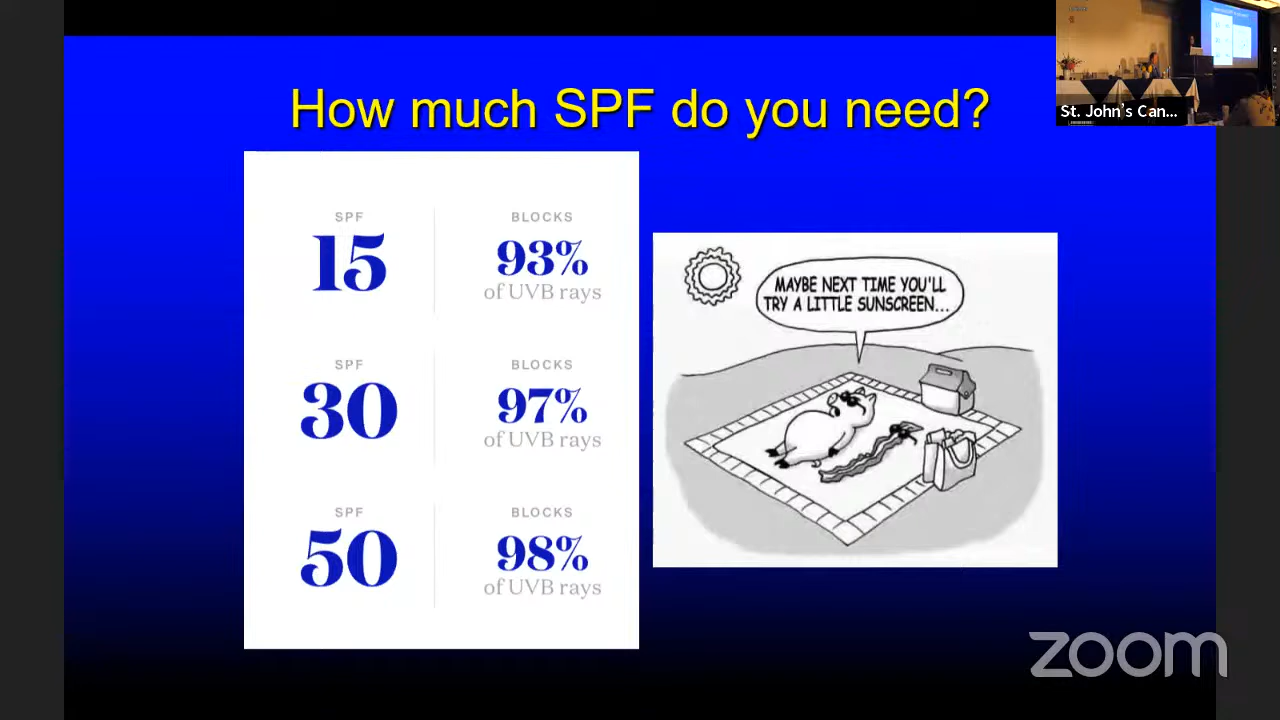 How much SPF do you need?
St. John's Can...
SPF
BLOCKS
15
93%
of UVB rays
SPF
BLOCKS
30
97%
of UVB rays
SPF
BLOCKS
50
98%
of UVB rays
MAYBE NEXT TIME YOU'LL
TRY A LITTLE SUNSCREEN...
zoom